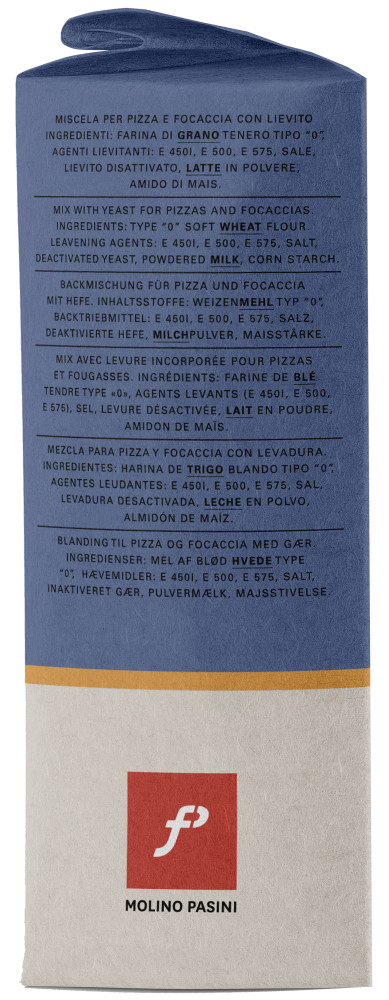 MISCELA PER PIZZA E FOCACCIA CON LIEVITO
INGREDIENTI: FARINA DI GRANO TENERO TIPO "0",
AGENTI LIEVITANTI: E 450I, E 500, E 575, SALE,
LIEVITO DISATTIVATO, LATTE IN POLVERE,
AMIDO DI MAIS.
MIX WITH YEAST FOR PIZZAS AND FOCACCIAS.
INGREDIENTS: TYPE "0" SOFT WHEAT FLOUR.
LEAVENING AGENTS: E 450I, E 500, E 575, SALT,
DEACTIVATED YEAST, POWDERED MILK, CORN STARCH.
BACKMISCHUNG FÜR PIZZA UND FOCACCIA
MIT HEFE. INHALTSSTOFFE: WEIZENMEHL TYP "0",
BACKTRIEBMITTEL: E 450I, E 500, E 575, SALZ,
DEAKTIVIERTE HEFE, MILCHPULVER, MAISSTÄRKE.
MIX AVEC LEVURE INCORPORÉE POUR PIZZAS
ET FOUGASSES. INGRÉDIENTS: FARINE DE BLÉ
TENDRE TYPE «0», AGENTS LEVANTS (E 450I, E 500,
E 575), SEL, LEVURE DÉSACTIVÉE, LAIT EN POUDRE,
AMIDON DE MAÏS.
MEZCLA PARA PIZZA Y FOCACCIA CON LEVADURA.
INGREDIENTES: HARINA DE TRIGO BLANDO TIPO "0",
AGENTES LEUDANTES: E 450I, E 500, E 575, SAL,
LEVADURA DESACTIVADA, LECHE EN POLVO,
ALMIDÓN DE MAÍZ.
BLANDING TIL PIZZA OG FOCACCIA MED GÆR.
INGREDIENSER: MEL AF BLØD HVEDE TYPE
"0", HÆVEMIDLER: E 450I, E 500, E 575, SALT,
INAKTIVERET GÆR, PULVERMÆLK, MAJSSTIVELSE.
MOLINO PASINI